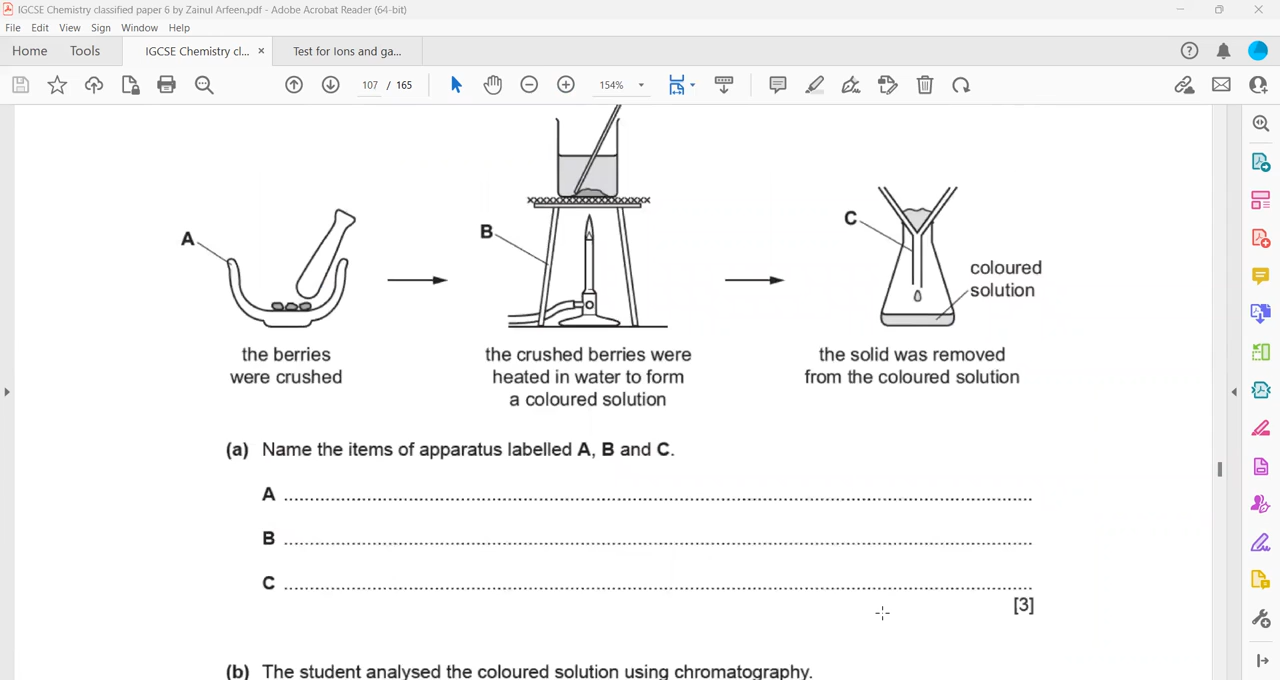 IGCSE Chemistry classified paper 6 by Zainul Arfeen.pdf - Adobe Acrobat Reader (64-bit)
File Edit View Sign Window Help
Home Tools IGCSE Chemistry cl... × Test for Ions and ga...
107 / 165 154%
A
B
C
coloured
solution
the berries
were crushed
the crushed berries were
heated in water to form
a coloured solution
the solid was removed
from the coloured solution
(a) Name the items of apparatus labelled A, B and C.
A ................................................................
B ................................................................
C ................................................................
[3]
(b) The student analysed the coloured solution using chromatography.